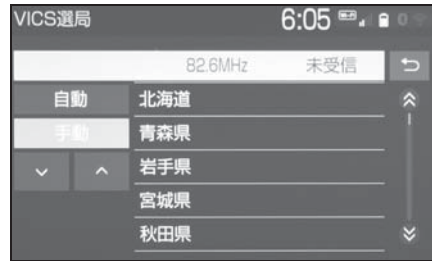 VICS選局 6:05
82.6MHz 未受信
自動
手動
北海道
青森県
岩手県
宮城県
秋田県